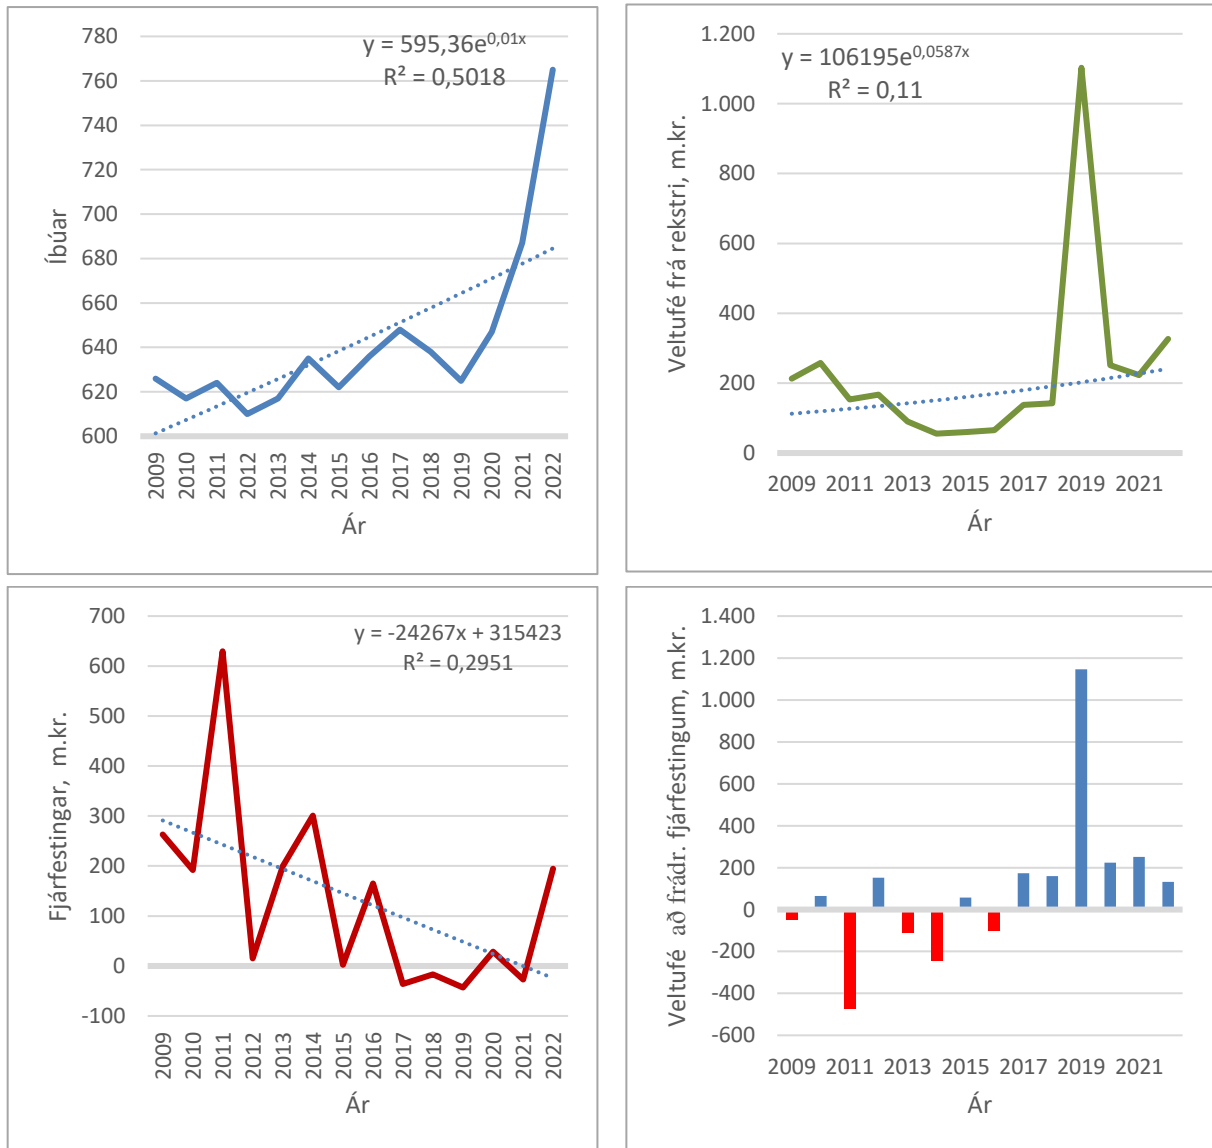 780
760
740
720
700
680
660
640
620
600
y = 595,36e^0,01x
R² = 0,5018
Íbúar
2009 2010 2011 2012 2013 2014 2015 2016 2017 2018 2019 2020 2021 2022
Ár
1.200
1.000
800
600
400
200
0
y = 106195e^0,0587x
R² = 0,11
Veltufé frá rekstri, m.kr.
2009 2011 2013 2015 2017 2019 2021
Ár
700
600
500
400
300
200
100
0
-100
y = -24267x + 315423
R² = 0,2951
Fjárfestingar, m.kr.
2009 2010 2011 2012 2013 2014 2015 2016 2017 2018 2019 2020 2021 2022
Ár
1.400
1.200
1.000
800
600
400
200
0
-200
-400
-600
Veltufé að frádr. fjárfestingum, m.kr.
2009 2011 2013 2015 2017 2019 2021
Ár